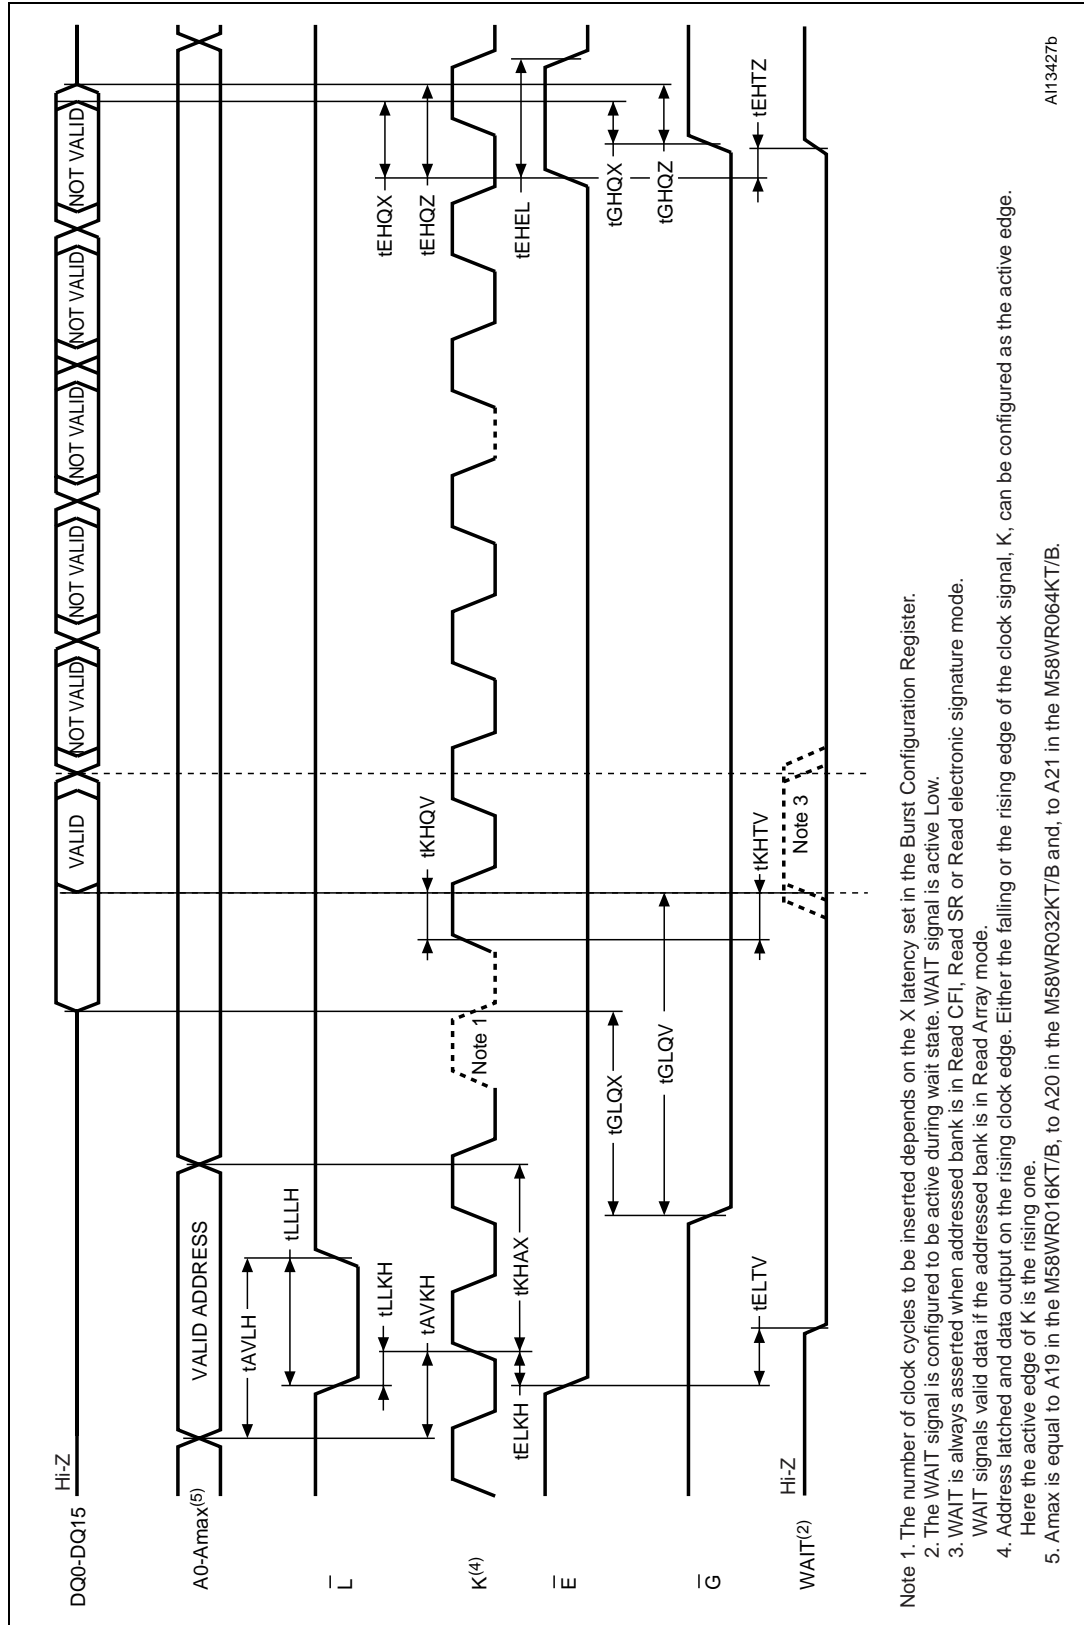 DQ0-DQ15
Hi-Z
VALID
NOT VALID
NOT VALID
NOT VALID
NOT VALID
NOT VALID
A0-Amax(5)
VALID ADDRESS
tAVLH
tLLLH
L
tLLKH
tAVKH
tEHQX
tEHQZ
tKHQV
K(4)
Note 1
tELKH
tKHAX
tEHEL
E
tGLQX
tGHQX
tGLQV
tGHQZ
G
tELTV
tKHTV
tEHTZ
Hi-Z
WAIT(2)
Note 3
Note 1. The number of clock cycles to be inserted depends on the X latency set in the Burst Configuration Register.
2. The WAIT signal is configured to be active during wait state. WAIT signal is active Low.
3. WAIT is always asserted when addressed bank is in Read CFI, Read SR or Read electronic signature mode.
WAIT signals valid data if the addressed bank is in Read Array mode.
4. Address latched and data output on the rising clock edge. Either the falling or the rising edge of the clock signal, K, can be configured as the active edge.
Here the active edge of K is the rising one.
5. Amax is equal to A19 in the M58WR016KT/B, to A20 in the M58WR032KT/B and, to A21 in the M58WR064KT/B.
AI13427b